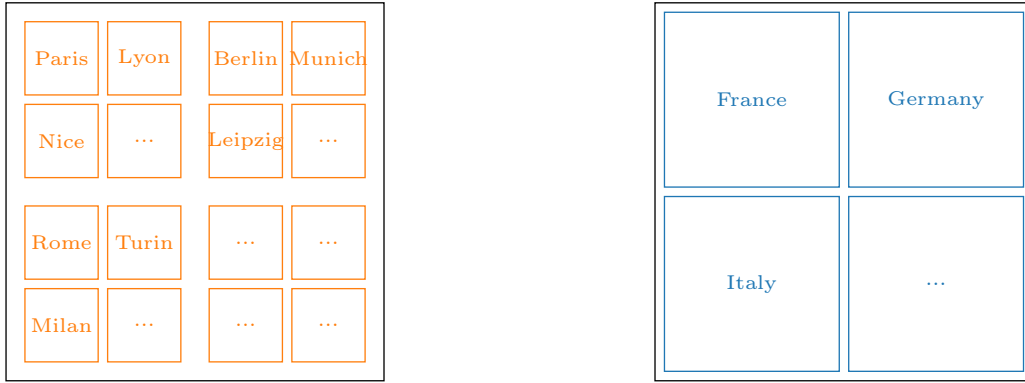 Paris Lyon Berlin Munich
Nice ... Leipzig ...
Rome Turin ... ...
Milan ... ... ...
France Germany
Italy ...